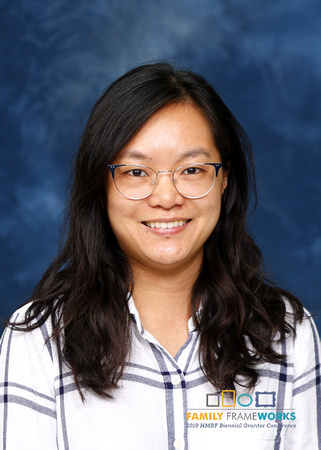 FAMILY FRAMEWORKS
2019 HMRF Biennial Grantee Conference